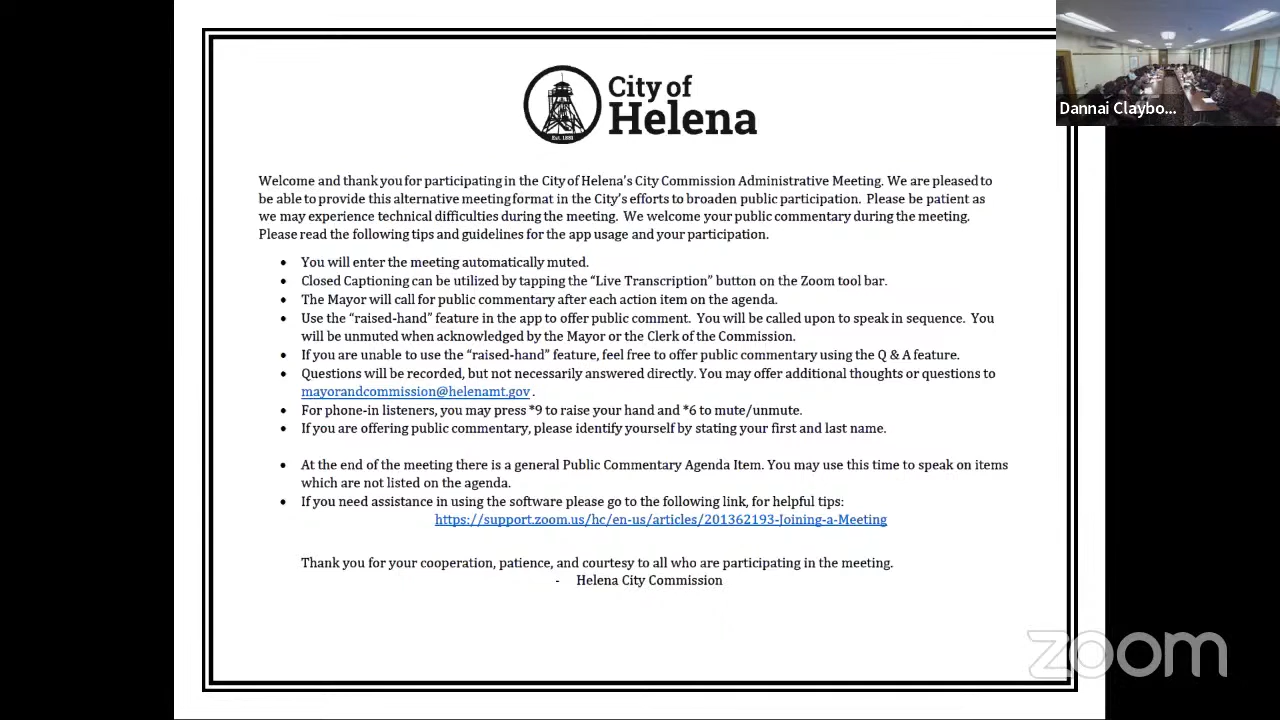 City of
Helena
Est. 1881
Dannai Claybo...
Welcome and thank you for participating in the City of Helena's City Commission Administrative Meeting. We are pleased to
be able to provide this alternative meeting format in the City's efforts to broaden public participation. Please be patient as
we may experience technical difficulties during the meeting. We welcome your public commentary during the meeting.
Please read the following tips and guidelines for the app usage and your participation.
• You will enter the meeting automatically muted.
• Closed Captioning can be utilized by tapping the "Live Transcription" button on the Zoom tool bar.
• The Mayor will call for public commentary after each action item on the agenda.
• Use the "raised-hand" feature in the app to offer public comment. You will be called upon to speak in sequence. You
will be unmuted when acknowledged by the Mayor or the Clerk of the Commission.
• If you are unable to use the "raised-hand" feature, feel free to offer public commentary using the Q & A feature.
• Questions will be recorded, but not necessarily answered directly. You may offer additional thoughts or questions to
mayorandcommission@helenamt.gov .
• For phone-in listeners, you may press *9 to raise your hand and *6 to mute/unmute.
• If you are offering public commentary, please identify yourself by stating your first and last name.
• At the end of the meeting there is a general Public Commentary Agenda Item. You may use this time to speak on items
which are not listed on the agenda.
• If you need assistance in using the software please go to the following link, for helpful tips:
https://support.zoom.us/hc/en-us/articles/201362193-Joining-a-Meeting
Thank you for your cooperation, patience, and courtesy to all who are participating in the meeting.
- Helena City Commission
zoom